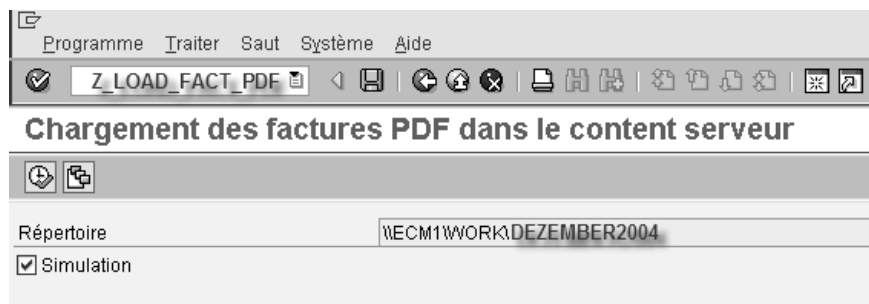 Programme Traiter Saut Système Aide
Z_LOAD_FACT_PDF
Chargement des factures PDF dans le content serveur
Répertoire \\ECM1\WORK\DEZEMBER2004
Simulation